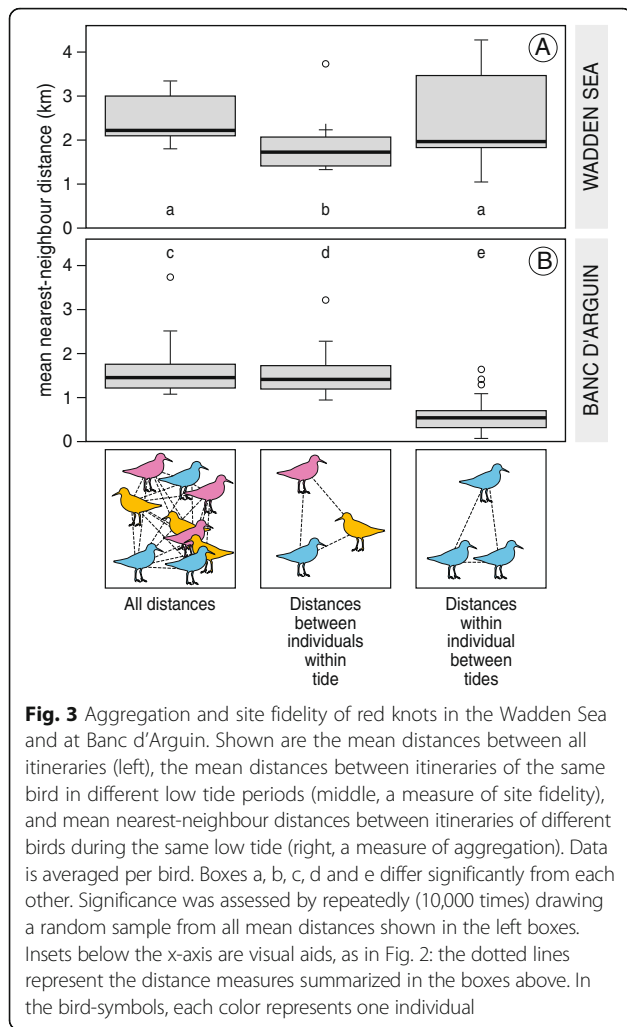 4
3
2
1
0
A
a
b
a
WADDEN SEA
mean nearest-neighbour distance (km)
4
3
2
1
0
B
c
d
e
BANC D'ARGUIN
All distances
Distances
between
individuals
within
tide
Distances
within
individual
between
tides
Fig. 3 Aggregation and site fidelity of red knots in the Wadden Sea
and at Banc d'Arguin. Shown are the mean distances between all
itineraries (left), the mean distances between itineraries of the same
bird in different low tide periods (middle, a measure of site fidelity),
and mean nearest-neighbour distances between itineraries of different
birds during the same low tide (right, a measure of aggregation). Data
is averaged per bird. Boxes a, b, c, d and e differ significantly from each
other. Significance was assessed by repeatedly (10,000 times) drawing
a random sample from all mean distances shown in the left boxes.
Insets below the x-axis are visual aids, as in Fig. 2: the dotted lines
represent the distance measures summarized in the boxes above. In
the bird-symbols, each color represents one individual